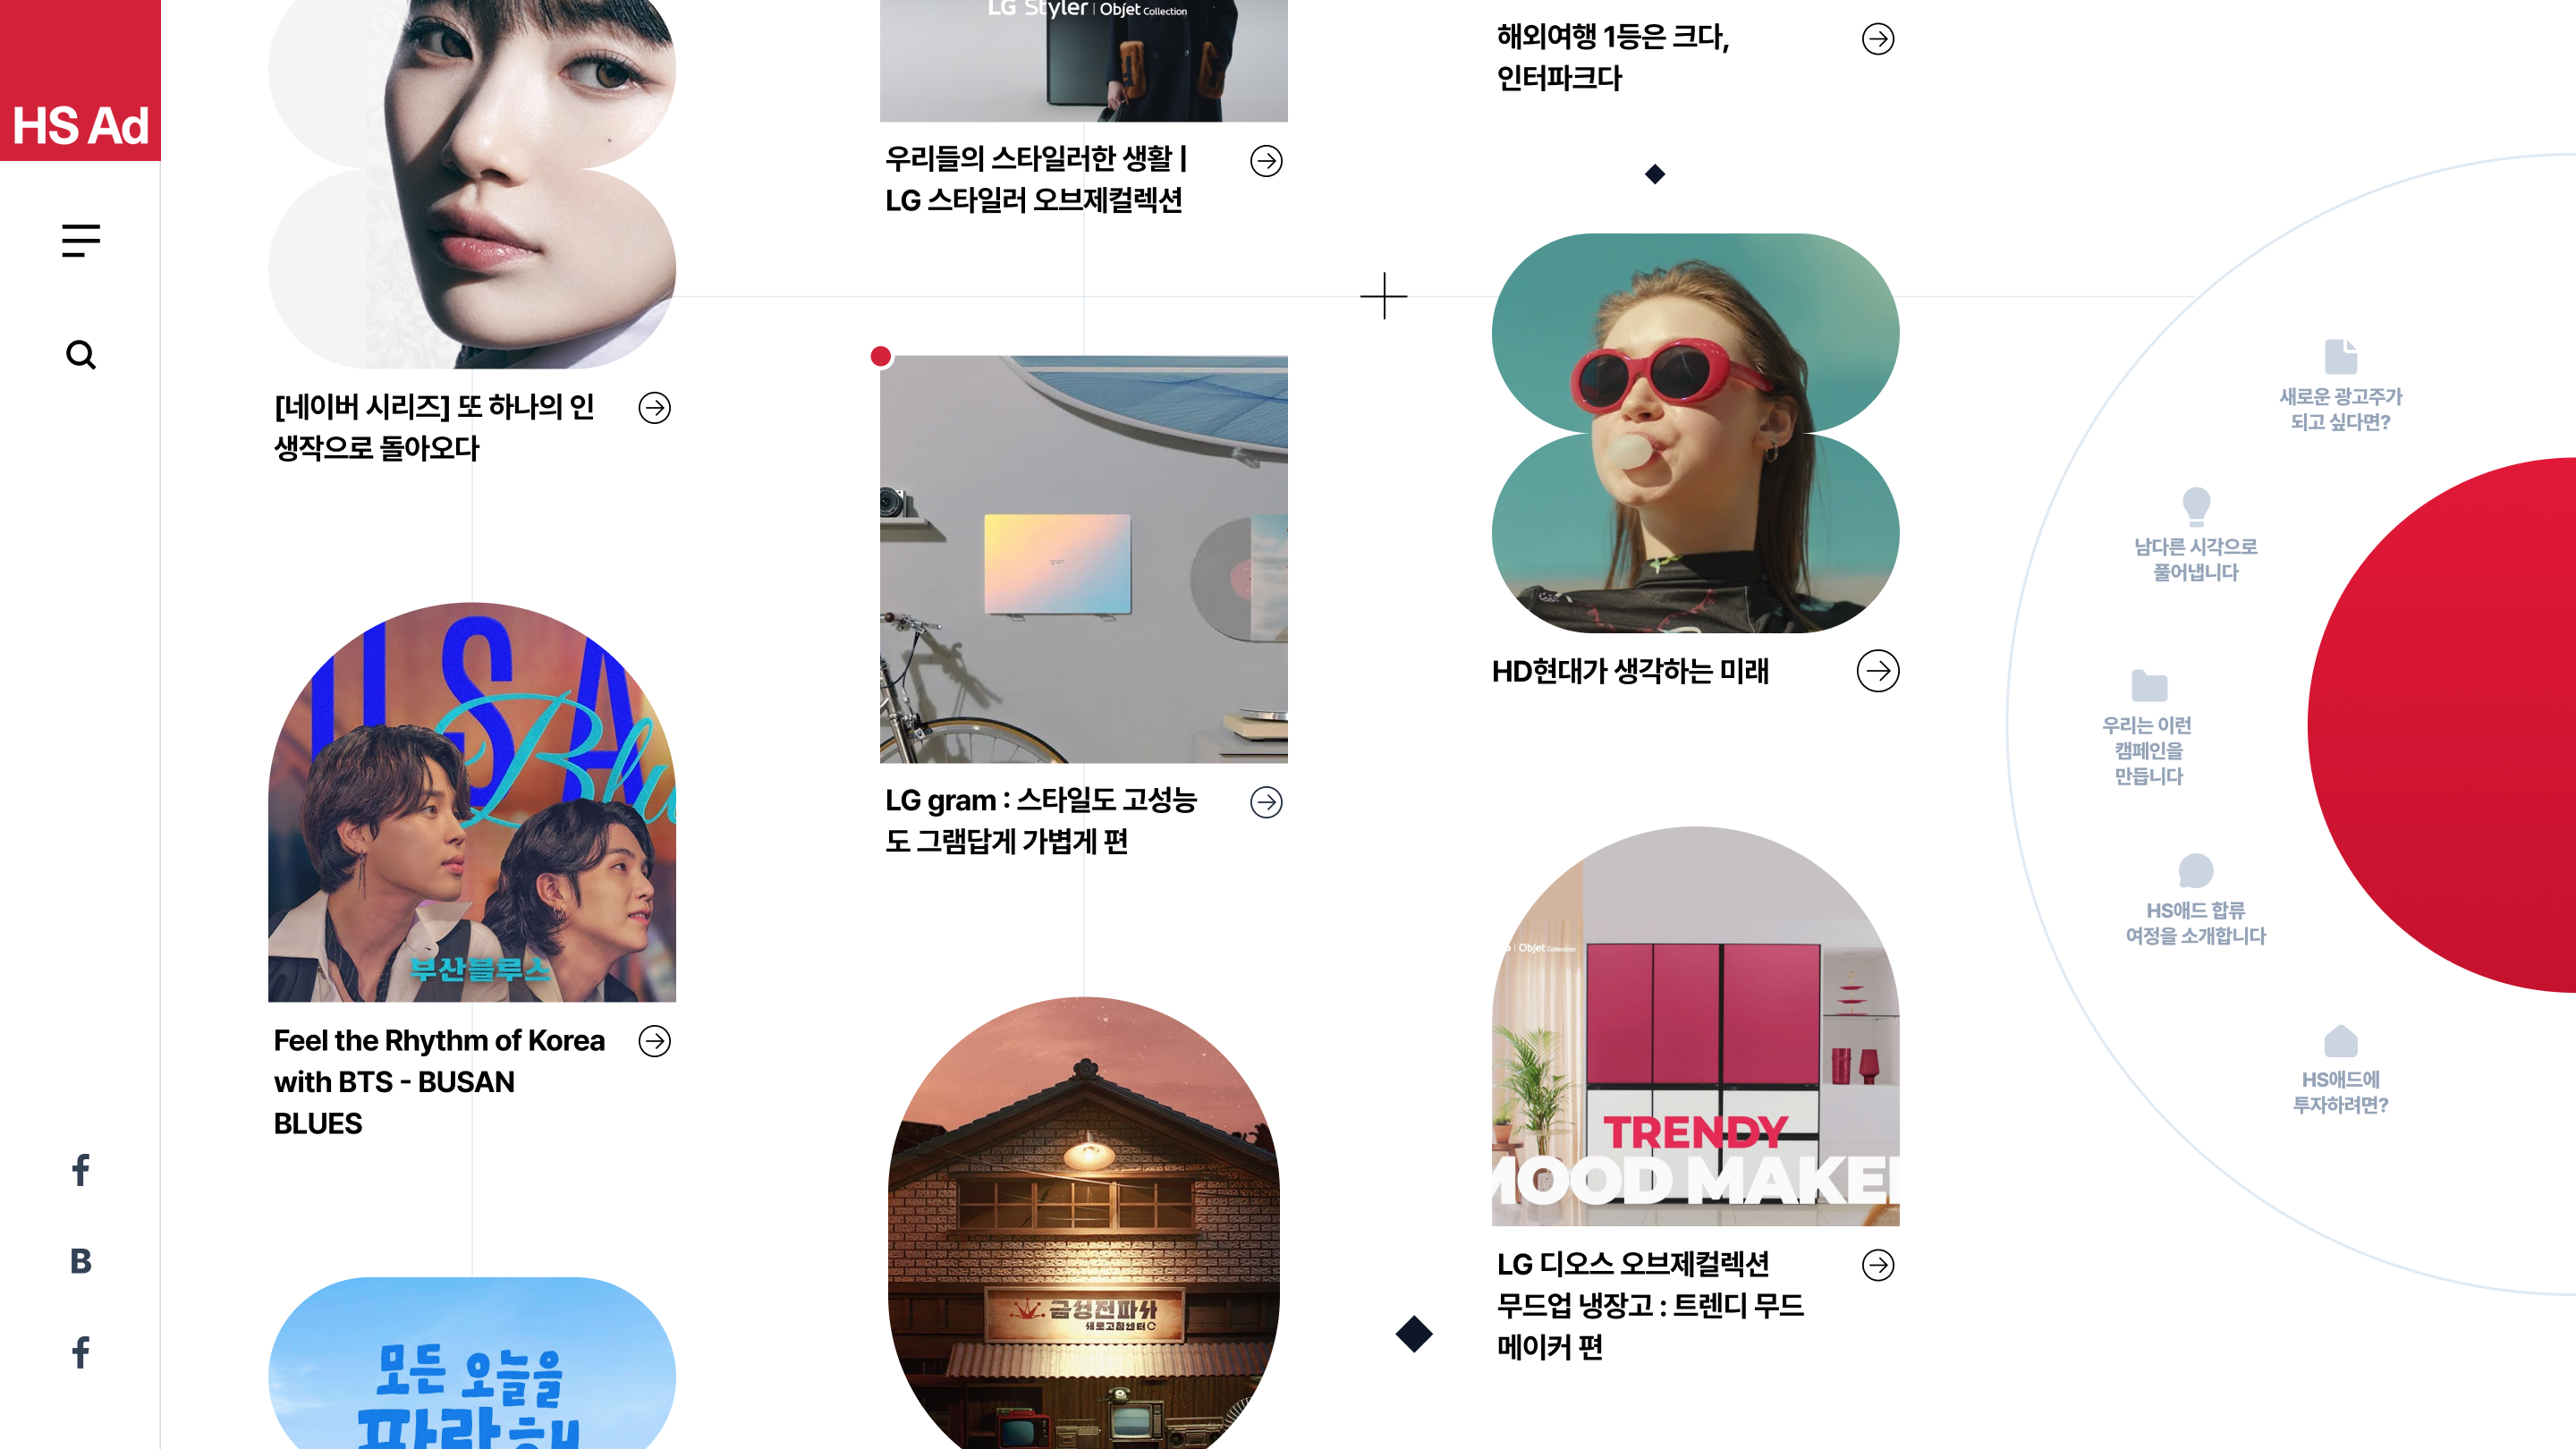 HS Ad
[네이버 시리즈] 또 하나의 인
생작으로 돌아오다
USA
Blu
부산블루스
Feel the Rhythm of Korea
with BTS - BUSAN
BLUES
모든 오늘을
파랑해
LG Styler | Objet Collection
우리들의 스타일러한 생활 |
LG 스타일러 오브제컬렉션
gram
LG gram : 스타일도 고성능
도 그램답게 가볍게 편
금성전파사
새로고침센터
해외여행 1등은 크다,
인터파크다
HD현대가 생각하는 미래
Objet Collection
TRENDY
MOOD MAKER
LG 디오스 오브제컬렉션
무드업 냉장고 : 트렌디 무드
메이커 편
새로운 광고주가
되고 싶다면?
남다른 시각으로
풀어냅니다
우리는 이런
캠페인을
만듭니다
HS애드 합류
여정을 소개합니다
HS애드에
투자하려면?
f
B
f